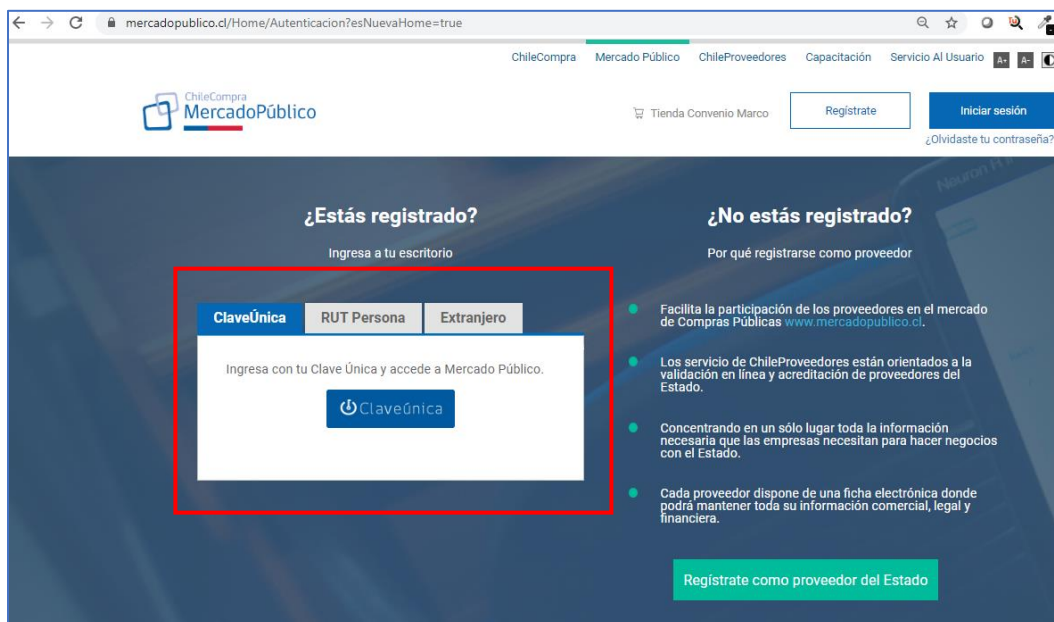 mercadopublico.cl/Home/Autenticacion?esNuevaHome=true
ChileCompra Mercado Público ChileProveedores Capacitación Servicio Al Usuario A+ A-
ChileCompra
MercadoPúblico
Tienda Convenio Marco
Regístrate
Iniciar sesión
¿Olvidaste tu contraseña?
¿Estás registrado?
Ingresa a tu escritorio
ClaveÚnica RUT Persona Extranjero
Ingresa con tu Clave Única y accede a Mercado Público.
Claveúnica
¿No estás registrado?
Por qué registrarse como proveedor
Facilita la participación de los proveedores en el mercado
de Compras Públicas www.mercadopublico.cl.
Los servicio de ChileProveedores están orientados a la
validación en línea y acreditación de proveedores del
Estado.
Concentrando en un sólo lugar toda la información
necesaria que las empresas necesitan para hacer negocios
con el Estado.
Cada proveedor dispone de una ficha electrónica donde
podrá mantener toda su información comercial, legal y
financiera.
Regístrate como proveedor del Estado